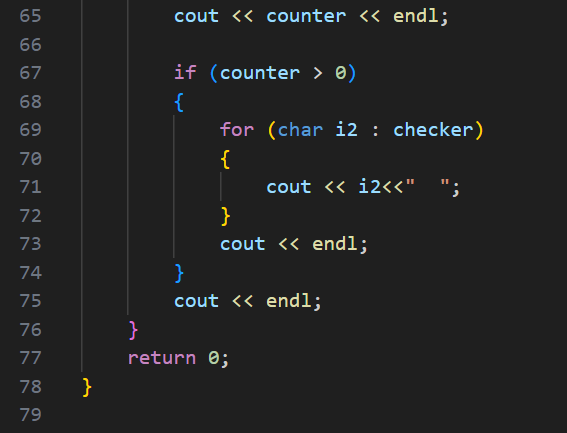 65 cout << counter << endl;
66
67 if (counter > 0)
68 {
69 for (char i2 : checker)
70 {
71 cout << i2<<"  ";
72 }
73 cout << endl;
74 }
75 cout << endl;
76 }
77 return 0;
78 }
79